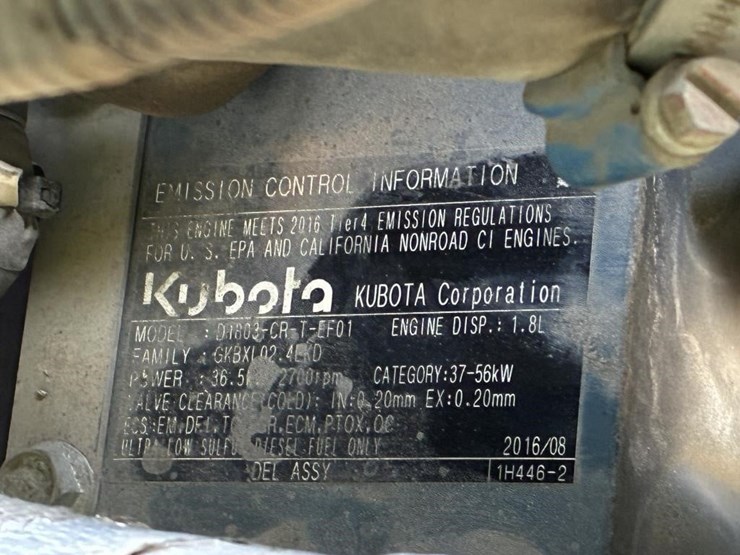 EMISSION CONTROL INFORMATION
THIS ENGINE MEETS 2016 Tier4 EMISSION REGULATIONS
FOR U. S. EPA AND CALIFORNIA NONROAD CI ENGINES.
Kubota KUBOTA Corporation
MODEL : D1803-CR-T-EF01 ENGINE DISP.: 1.8L
FAMILY : GKBXL02.4EKD
POWER : 36.5 2700rpm CATEGORY:37-56kW
VALVE CLEARANCE(COLD): IN:0.20mm EX:0.20mm
ECS:EM,DFI,TC, ECM,PTOX,OC
ULTRA LOW SULFUR DIESEL FUEL ONLY 2016/08
DEL ASSY 1H446-2